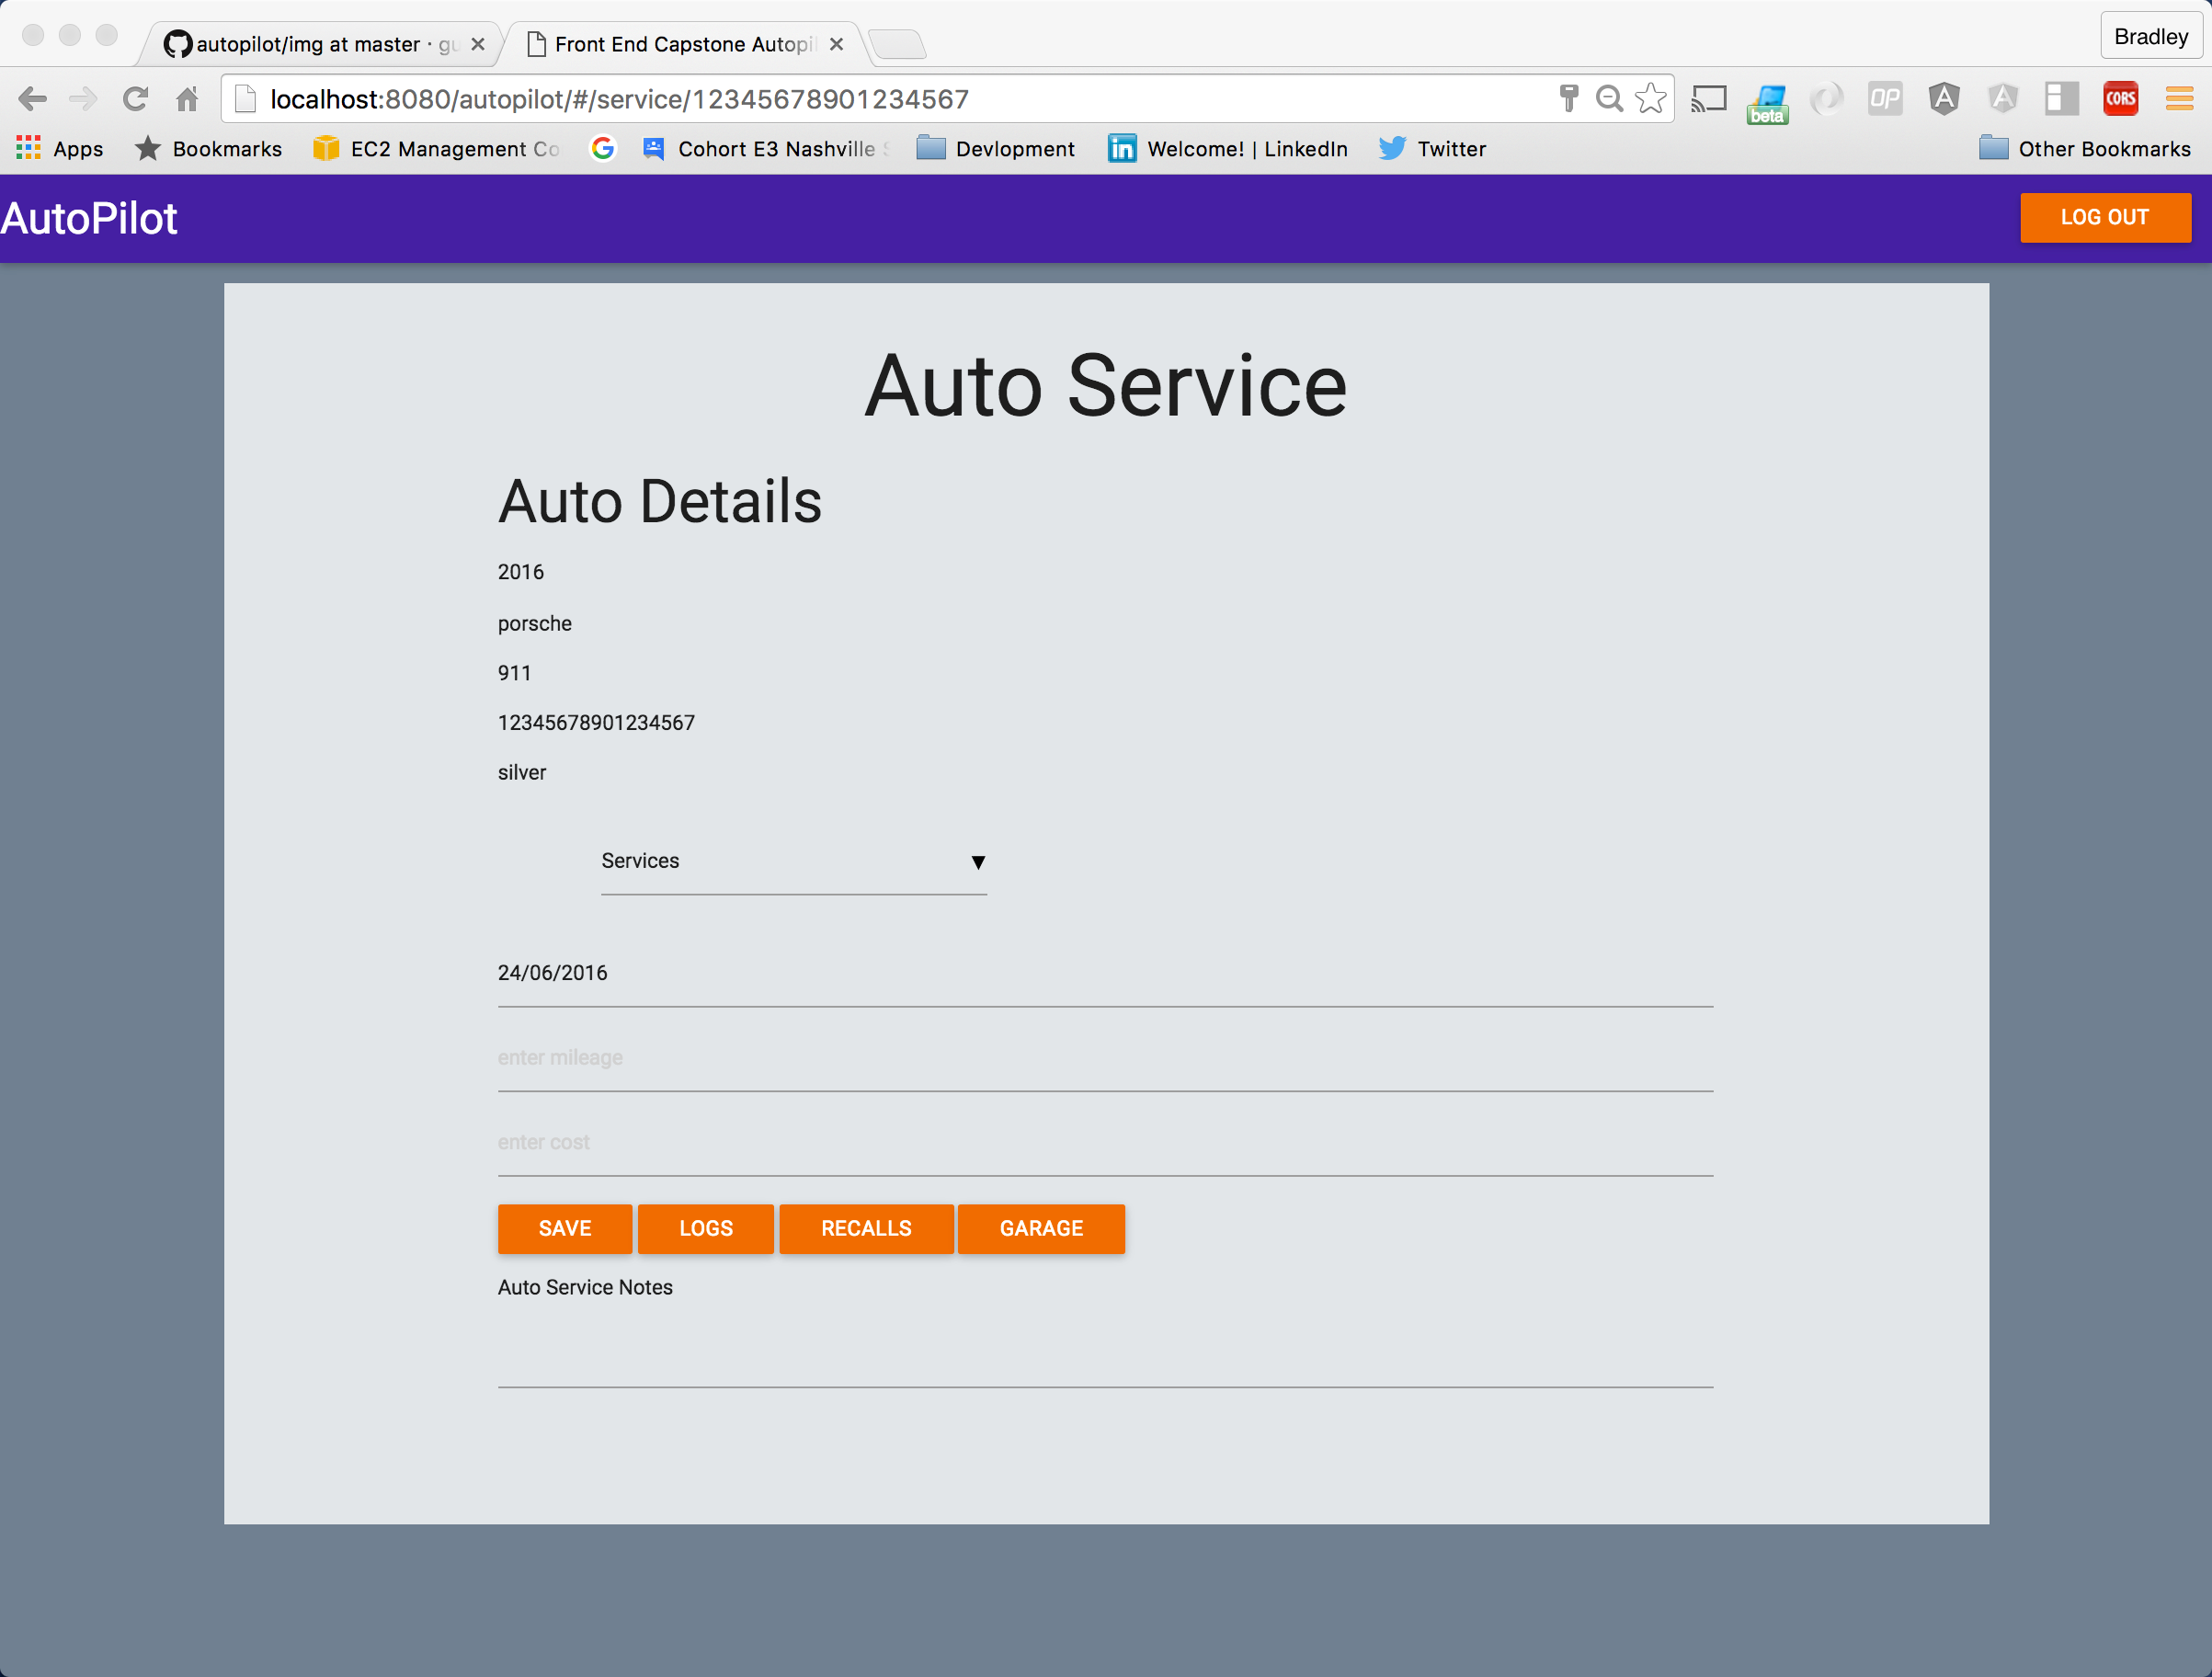 autopilot/img at master · gu
Front End Capstone Autopi
Bradley
localhost:8080/autopilot/#/service/12345678901234567
beta
OP
CORS
Apps
Bookmarks
EC2 Management Co
Cohort E3 Nashville
Devlopment
Welcome! | LinkedIn
Twitter
Other Bookmarks
AutoPilot
LOG OUT
Auto Service
Auto Details
2016
porsche
911
12345678901234567
silver
Services
24/06/2016
enter mileage
enter cost
SAVE
LOGS
RECALLS
GARAGE
Auto Service Notes